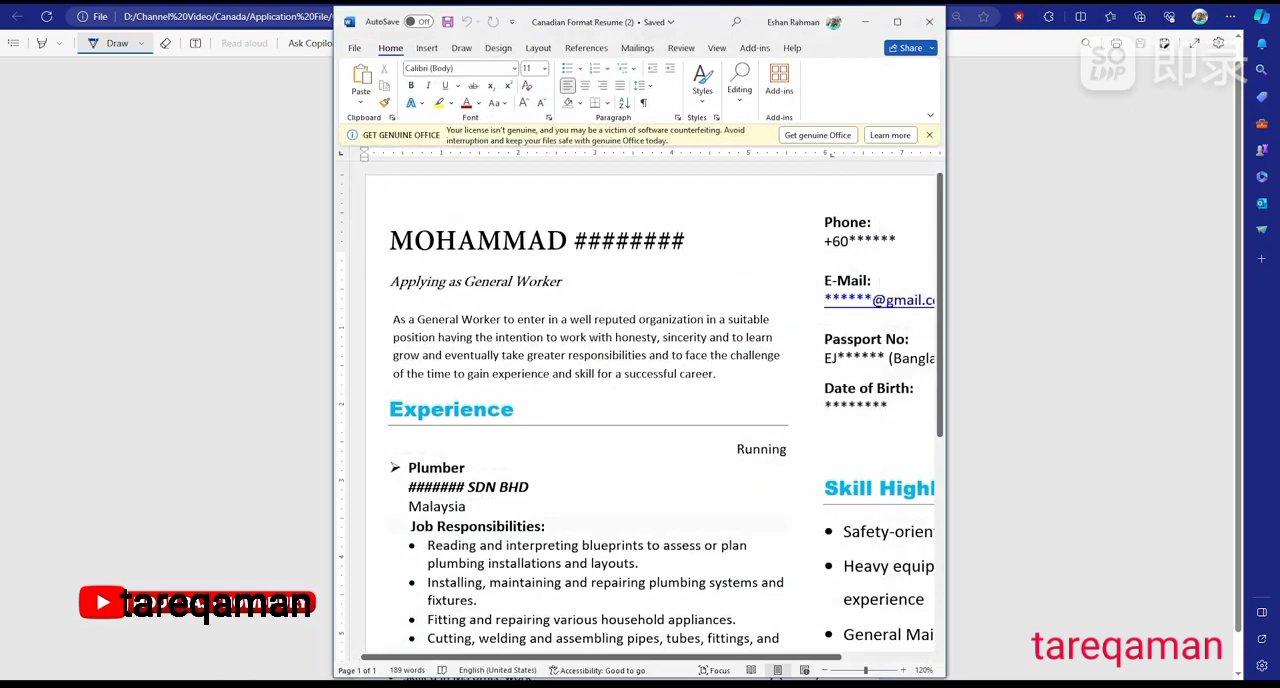 D:/Channel%20Video/Canada/Application%20File/
File
Draw
Read aloud
Ask Copilo
AutoSave
Off
Canadian Format Resume (2) • Saved
Eshan Rahman
File Home Insert Draw Design Layout References Mailings Review View Add-ins Help
Share
Calibri (Body)
11
Paste
Styles
Editing
Add-ins
Clipboard
Font
Paragraph
Styles
Add-ins
GET GENUINE OFFICE
Your license isn't genuine, and you may be a victim of software counterfeiting. Avoid
interruption and keep your files safe with genuine Office today.
Get genuine Office
Learn more
MOHAMMAD ########
Applying as General Worker
As a General Worker to enter in a well reputed organization in a suitable
position having the intention to work with honesty, sincerity and to learn
grow and eventually take greater responsibilities and to face the challenge
of the time to gain experience and skill for a successful career.
Experience
Running
Plumber
####### SDN BHD
Malaysia
Job Responsibilities:
• Reading and interpreting blueprints to assess or plan
plumbing installations and layouts.
• Installing, maintaining and repairing plumbing systems and
fixtures.
• Fitting and repairing various household appliances.
• Cutting, welding and assembling pipes, tubes, fittings, and
Phone:
+60******
E-Mail:
******@gmail.c
Passport No:
EJ****** (Bangla
Date of Birth:
********
Skill Highl
• Safety-orien
• Heavy equip
experience
• General Mai
Page 1 of 1
189 words
English (United States)
Accessibility: Good to go
Focus
120%
tareqaman
tareqaman
即录